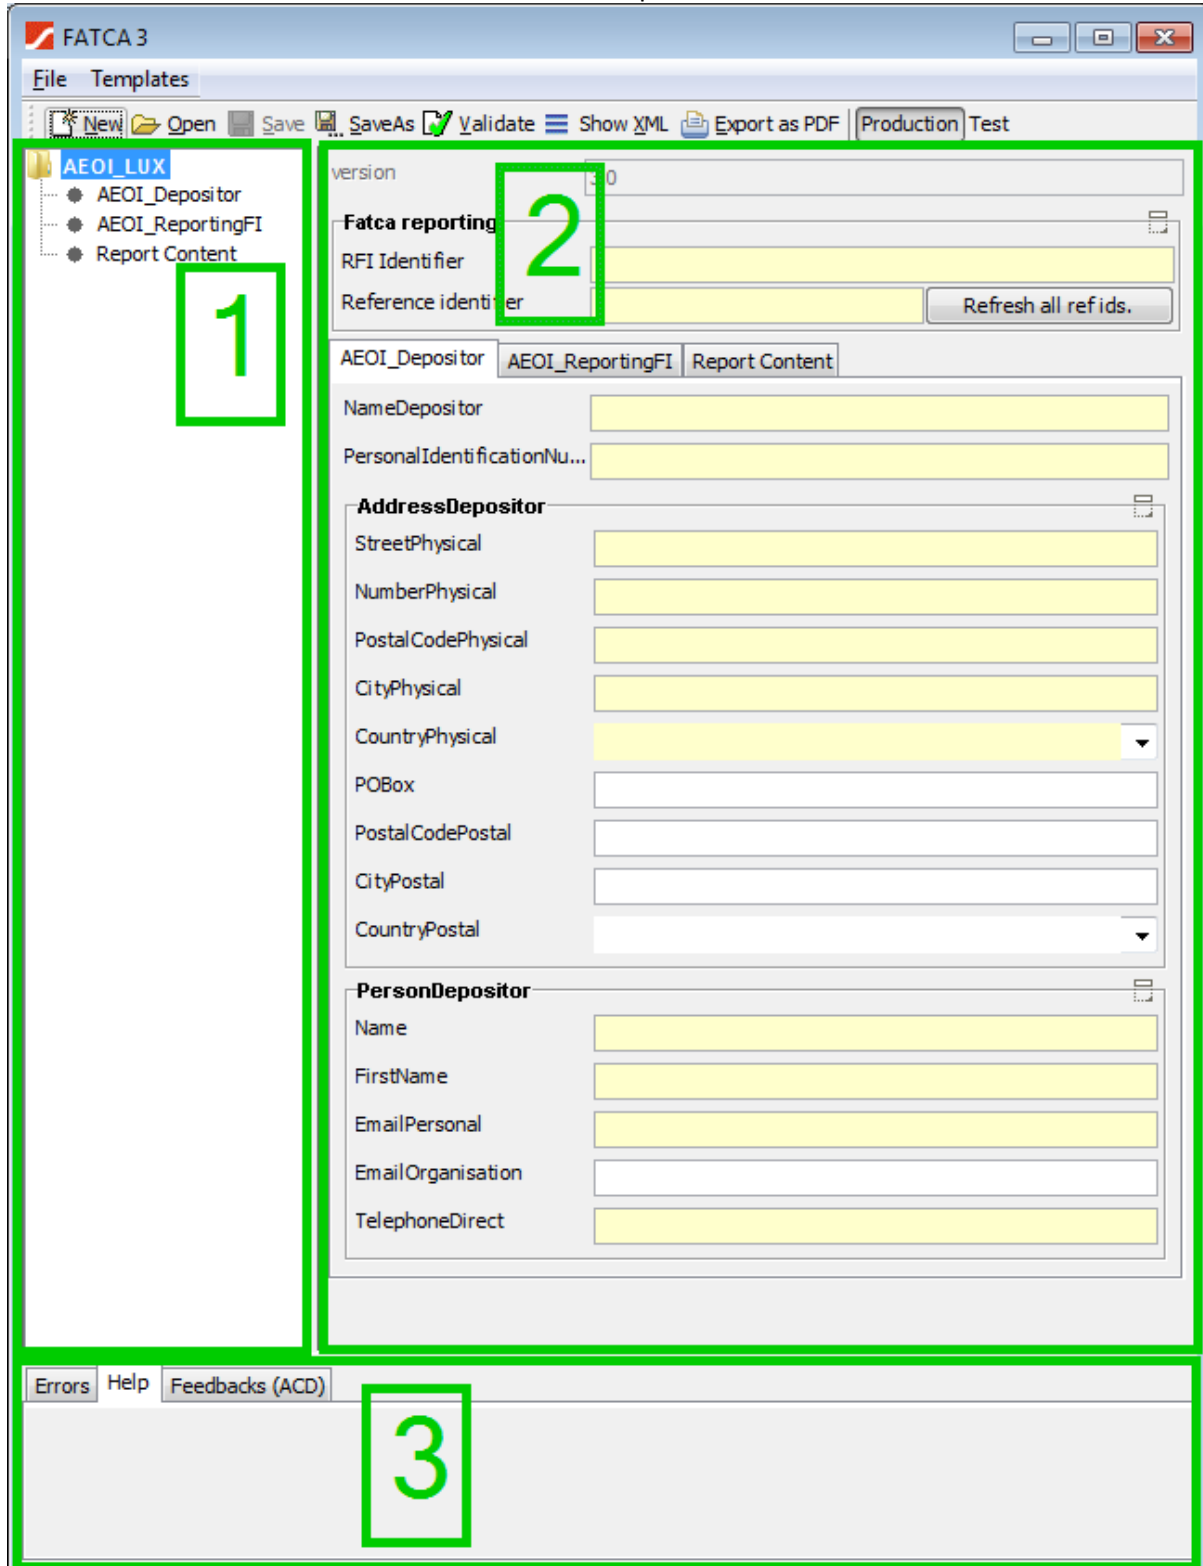 FATCA 3
File Templates
New Open Save SaveAs Validate Show XML Export as PDF Production Test
AEOI_LUX
AEOI_Depositor
AEOI_ReportingFI
Report Content
1
version 3.0
2
Fatca reporting
RFI Identifier
Reference identifier Refresh all ref ids.
AEOI_Depositor AEOI_ReportingFI Report Content
NameDepositor
PersonalIdentificationNu...
AddressDepositor
StreetPhysical
NumberPhysical
PostalCodePhysical
CityPhysical
CountryPhysical
POBox
PostalCodePostal
CityPostal
CountryPostal
PersonDepositor
Name
FirstName
EmailPersonal
EmailOrganisation
TelephoneDirect
Errors Help Feedbacks (ACD)
3